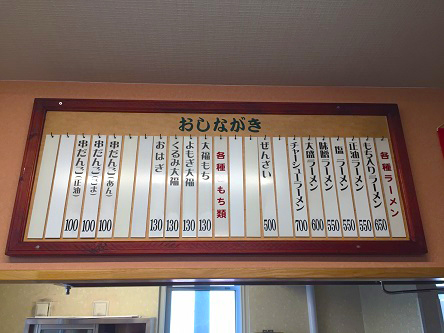 おしながき
各種ラーメン
もち入りラーメン 650
正油ラーメン 550
塩ラーメン 550
味噌ラーメン 550
大盛ラーメン 600
チャーシューラーメン 700
ぜんざい 500
各種 もち類
大福もち 130
よもぎ大福 130
くるみ大福 130
おはぎ 130
串だんご(あん) 100
串だんご(ごま) 100
串だんご(正油) 100